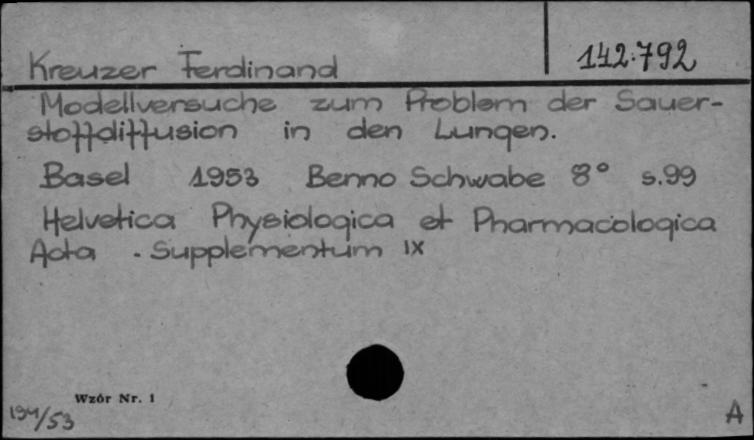 142.792
Kreuzer Ferdinand
Modellversuche zum Problem der Sauer-
stoffdiffusion in den Lungen.
Basel 1953 Benno Schwabe 8° s.99
Helvetica Physiologica et Pharmacologica
Acta . Supplementum IX
Wzór Nr. 1
194/53
A